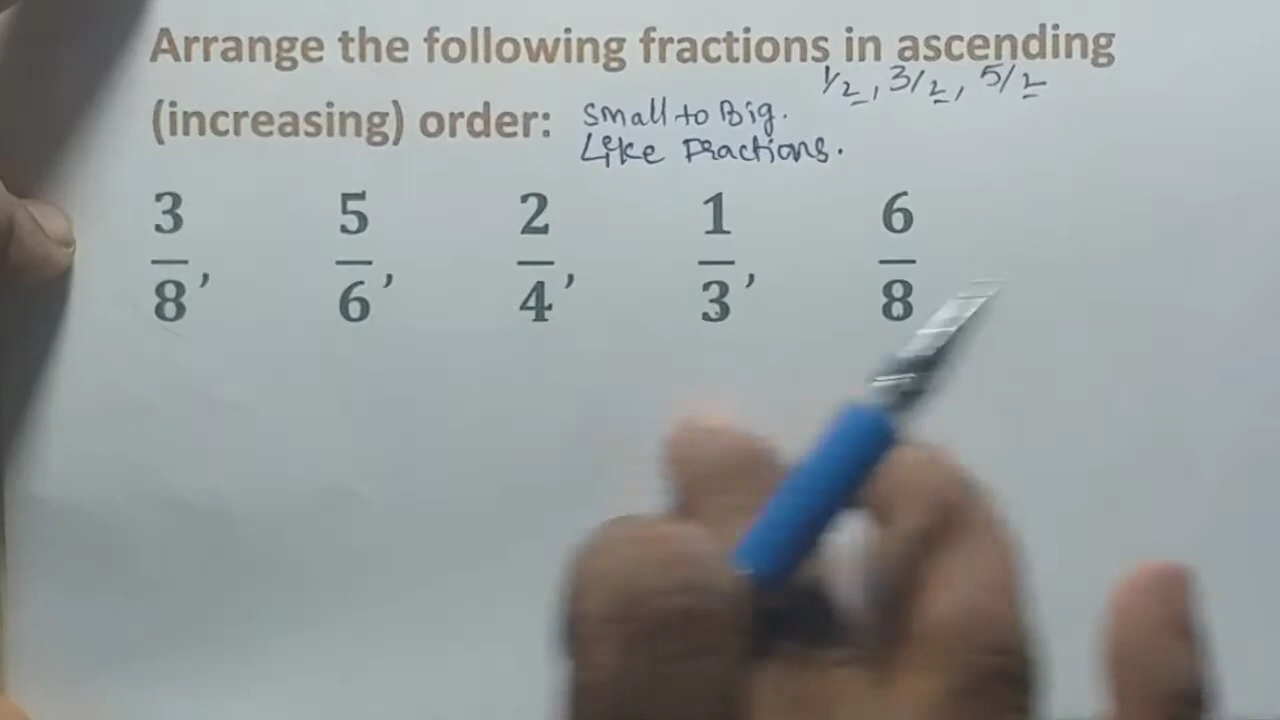 Arrange the following fractions in ascending
1/2, 3/2, 5/2
(increasing) order: Small to Big.
Like Fractions.
3/8, 5/6, 2/4, 1/3, 6/8